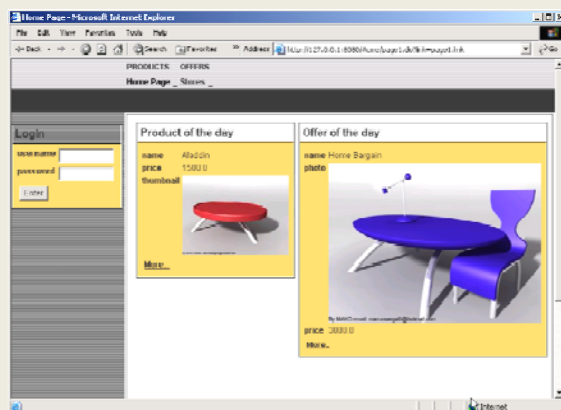 Home Page - Microsoft Internet Explorer
File Edit View Favorites Tools Help
Back Search Favorites Address Go
PRODUCTS OFFERS
Home Page _ Stores _
Login
username
password
Enter
Product of the day
name Aladdin
price 1500.0
thumbnail
More...
Offer of the day
name Home Bargain
photo
price 3000.0
More..
Internet